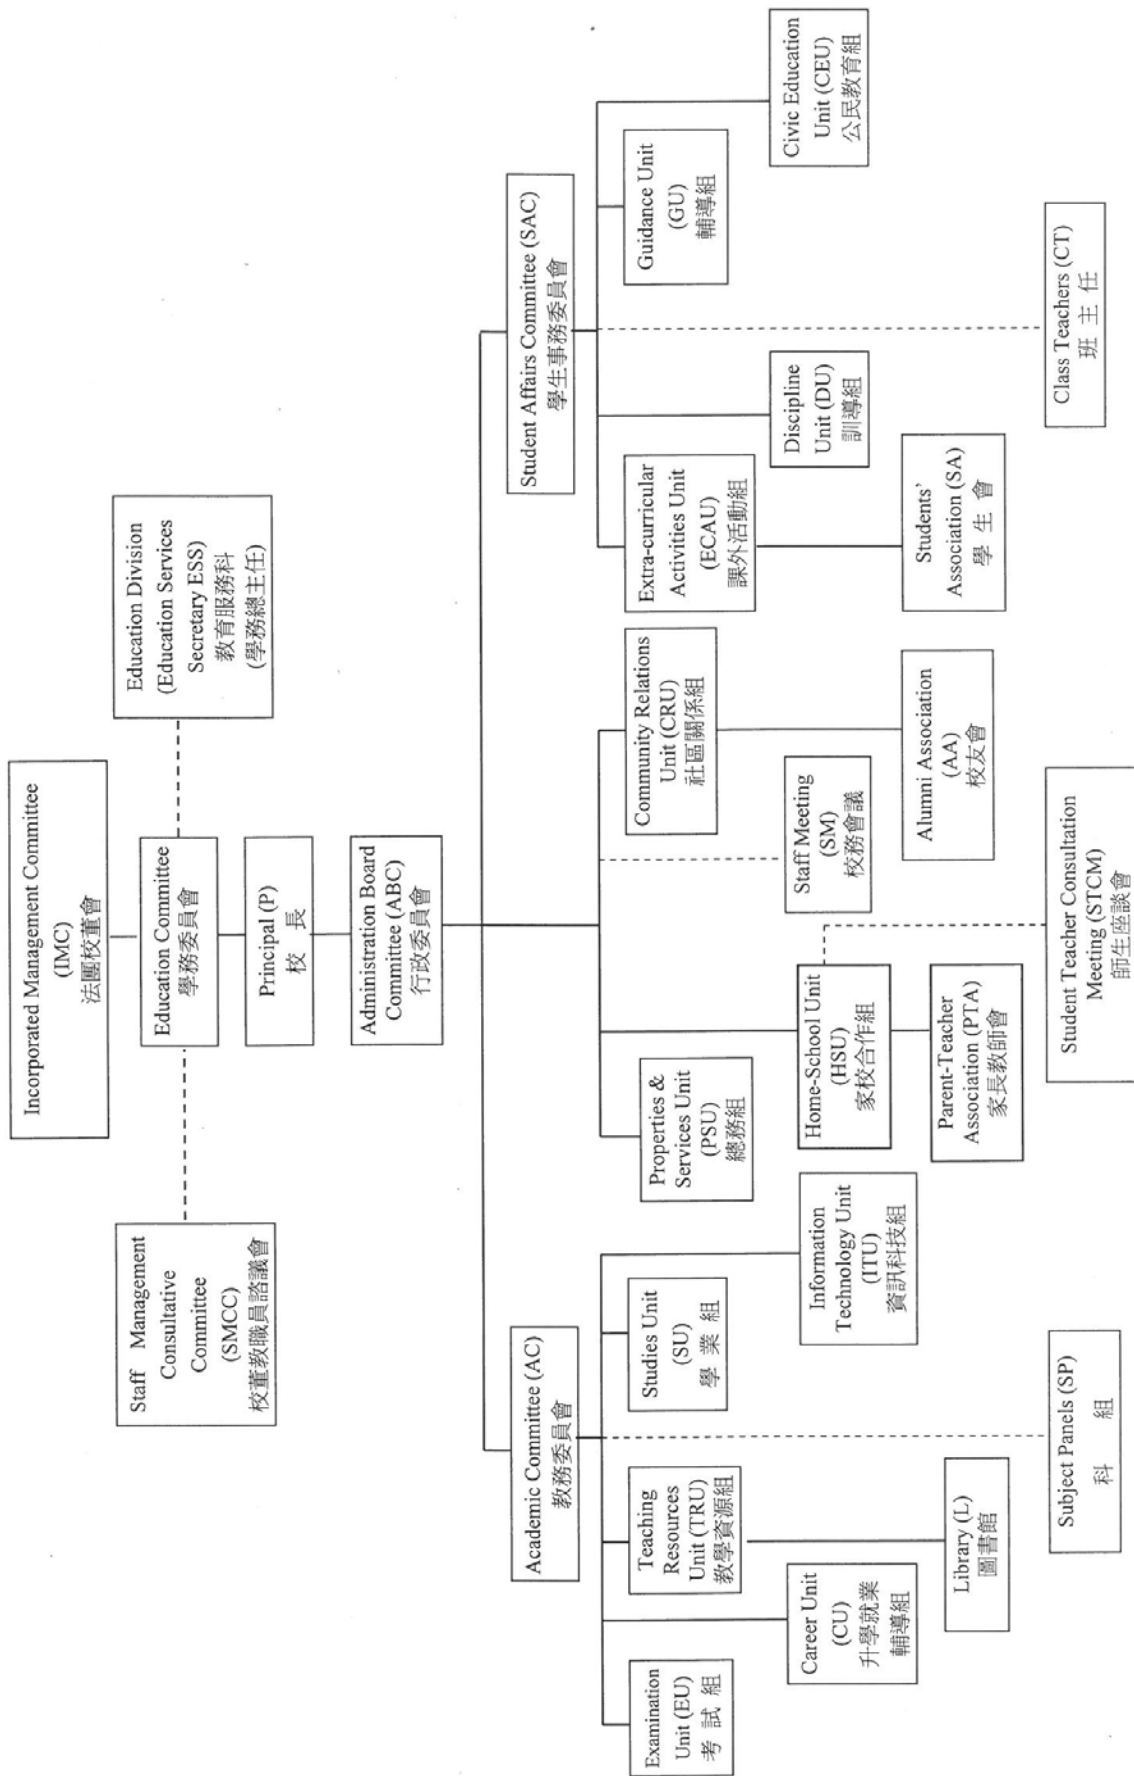 Incorporated Management Committee
(IMC)
法團校董會
Staff Management
Consultative
Committee
(SMCC)
校董教職員諮議會
Education Committee
學務委員會
Education Division
(Education Services
Secretary ESS)
教育服務科
(學務總主任)
Principal (P)
校 長
Administration Board
Committee (ABC)
行政委員會
Academic Committee (AC)
教務委員會
Student Affairs Committee (SAC)
學生事務委員會
Examination
Unit (EU)
考 試 組
Teaching
Resources
Unit (TRU)
教學資源組
Studies Unit
(SU)
學 業 組
Properties &
Services Unit
(PSU)
總務組
Community Relations
Unit (CRU)
社區關係組
Extra-curricular
Activities Unit
(ECAU)
課外活動組
Guidance Unit
(GU)
輔導組
Career Unit
(CU)
升學就業
輔導組
Information
Technology Unit
(ITU)
資訊科技組
Home-School Unit
(HSU)
家校合作組
Staff Meeting
(SM)
校務會議
Discipline
Unit (DU)
訓導組
Civic Education
Unit (CEU)
公民教育組
Library (L)
圖書館
Parent-Teacher
Association (PTA)
家長教師會
Alumni Association
(AA)
校友會
Students'
Association (SA)
學 生 會
Subject Panels (SP)
科 組
Student Teacher Consultation
Meeting (STCM)
師生座談會
Class Teachers (CT)
班 主 任